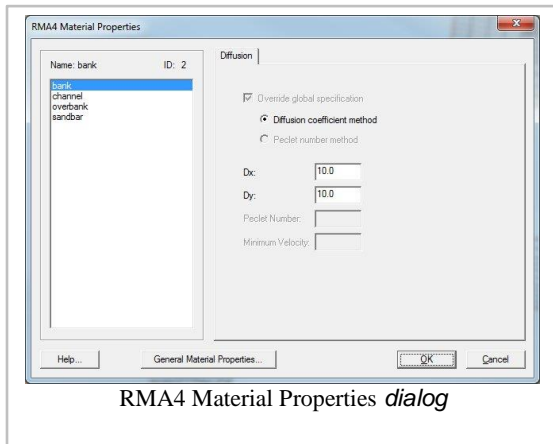 RMA4 Material Properties
Name: bank ID: 2
bank
channel
overbank
sandbar
Diffusion
Override global specification
Diffusion coefficient method
Peclet number method
Dx: 10.0
Dy: 10.0
Peclet Number:
Minimum Velocity:
Help... General Material Properties... OK Cancel
RMA4 Material Properties dialog